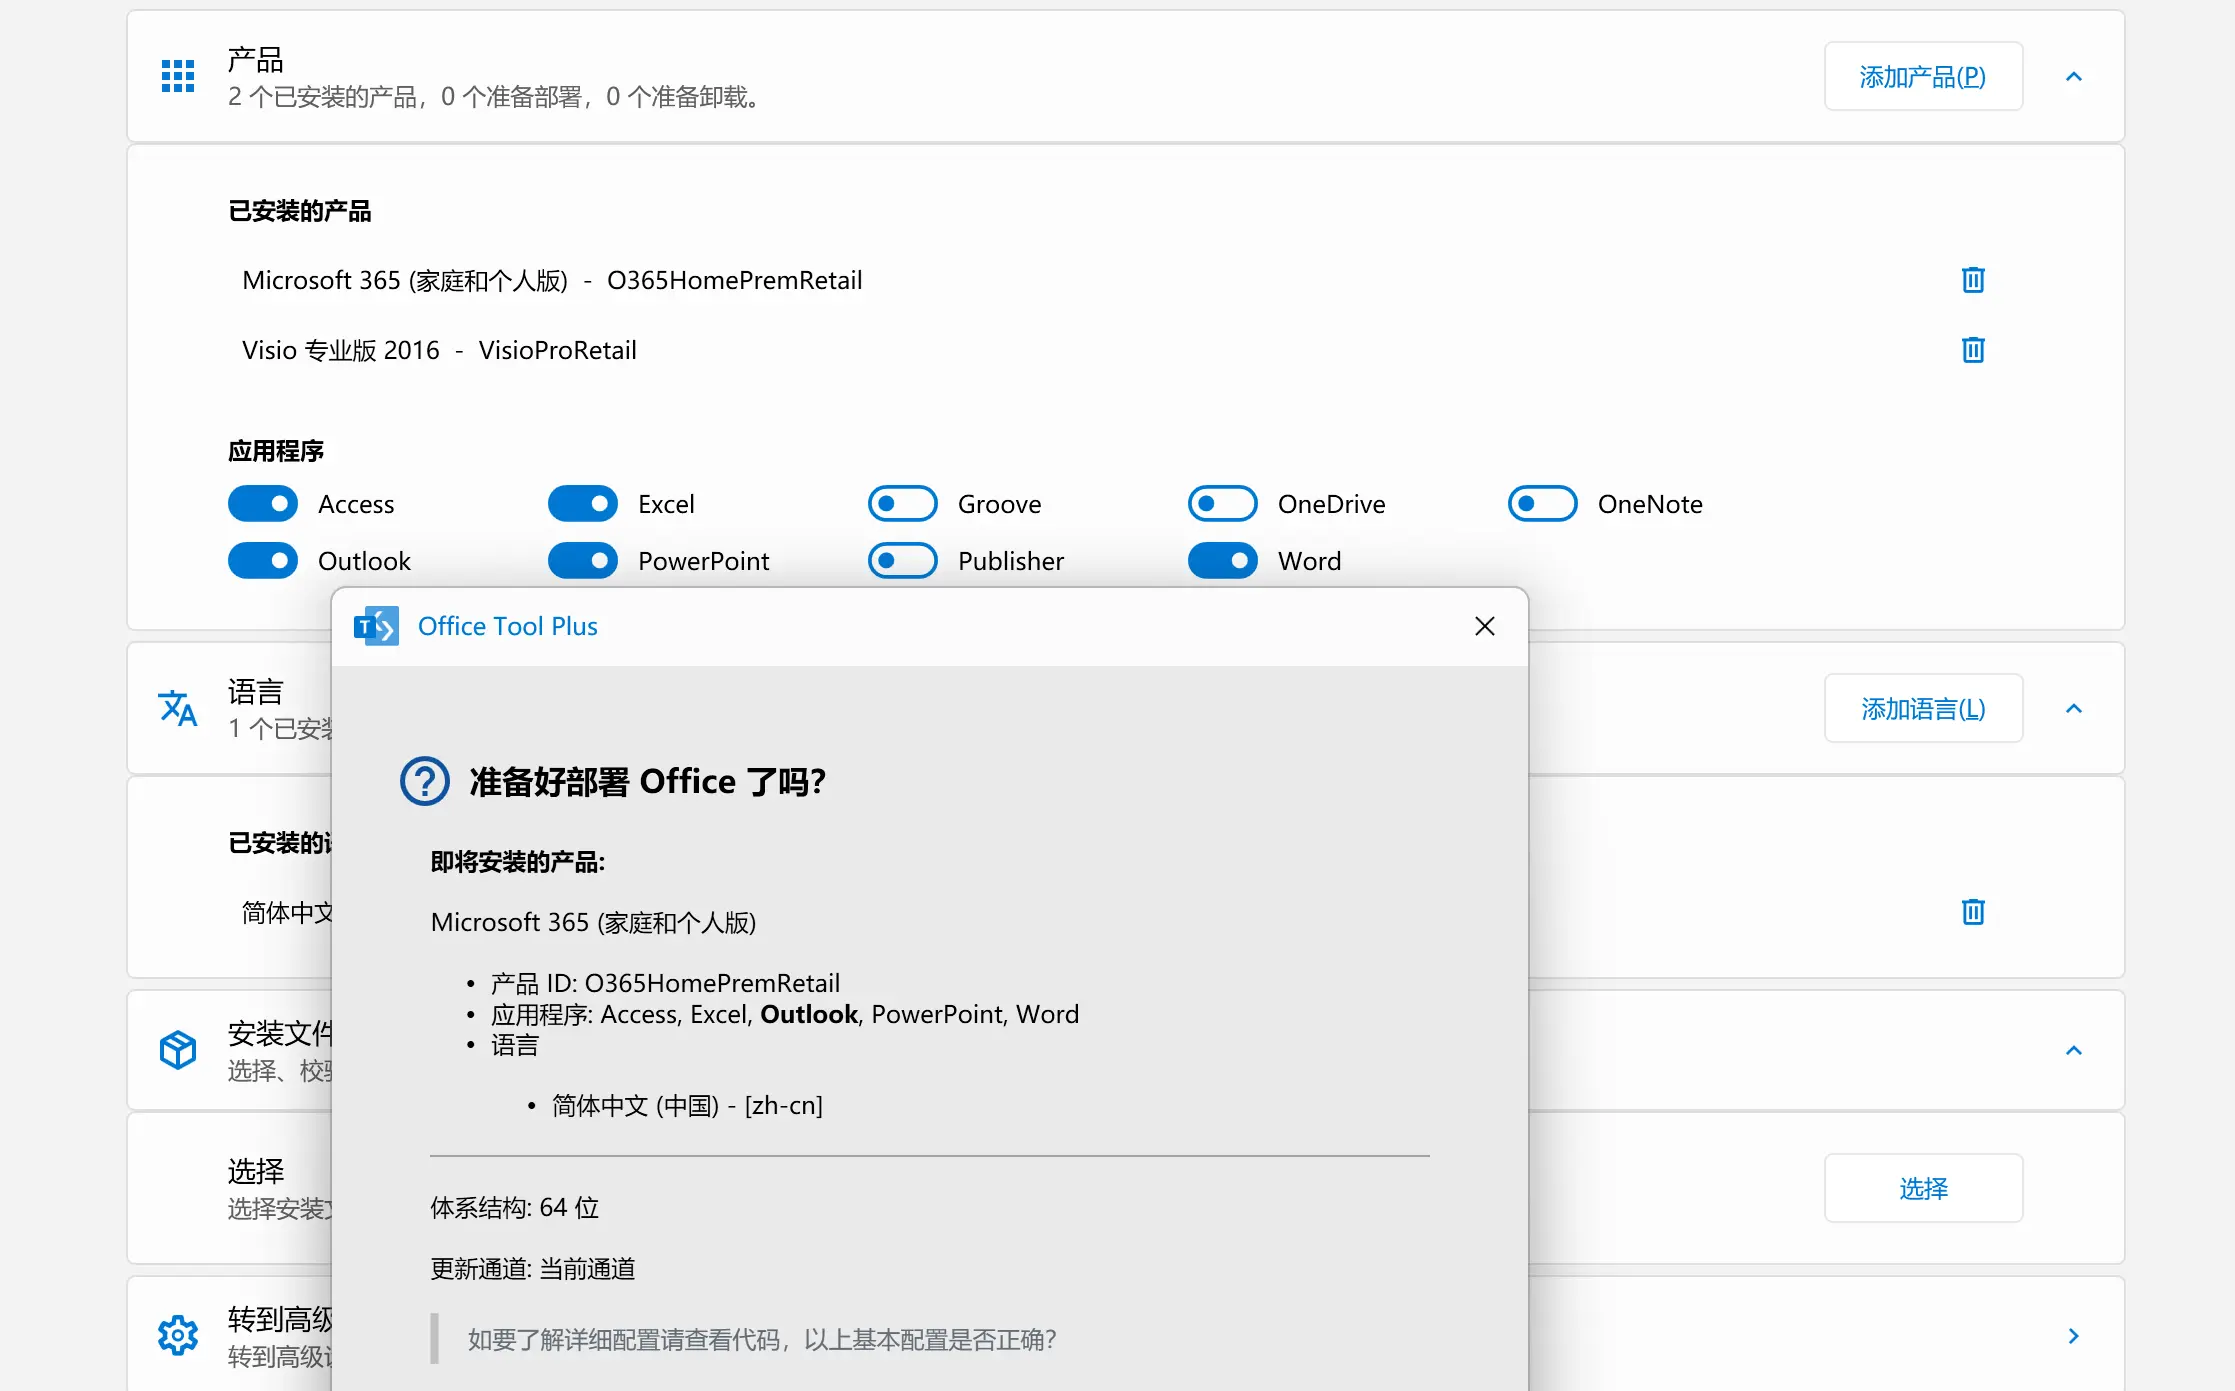 产品
2 个已安装的产品，0 个准备部署，0 个准备卸载。
添加产品(P)
已安装的产品
Microsoft 365 (家庭和个人版) - O365HomePremRetail
Visio 专业版 2016 - VisioProRetail
应用程序
Access Excel Groove OneDrive OneNote
Outlook PowerPoint Publisher Word
Office Tool Plus
语言
1 个已安
添加语言(L)
准备好部署 Office 了吗？
已安装的
即将安装的产品:
简体中文
Microsoft 365 (家庭和个人版)
• 产品 ID: O365HomePremRetail
• 应用程序: Access, Excel, Outlook, PowerPoint, Word
• 语言
• 简体中文 (中国) - [zh-cn]
安装文件
选择、校
选择
选择安装
选择
体系结构: 64 位
更新通道: 当前通道
转到高级
转到高级
如要了解详细配置请查看代码，以上基本配置是否正确？